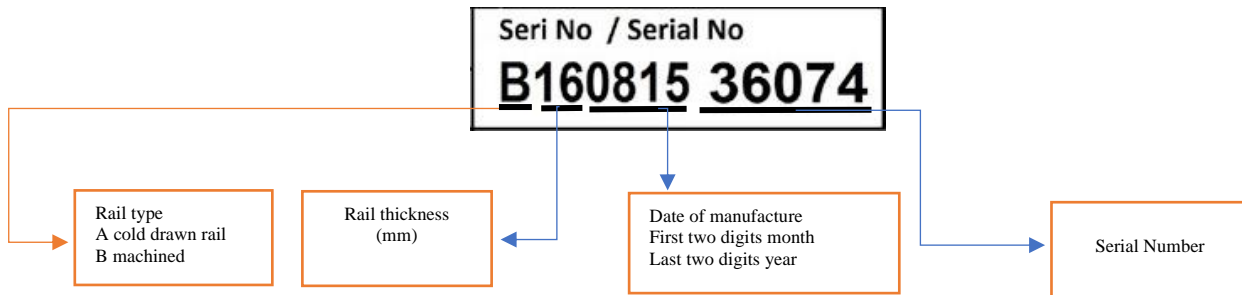 Seri No / Serial No
B160815 36074
Rail type
A cold drawn rail
B machined
Rail thickness
(mm)
Date of manufacture
First two digits month
Last two digits year
Serial Number